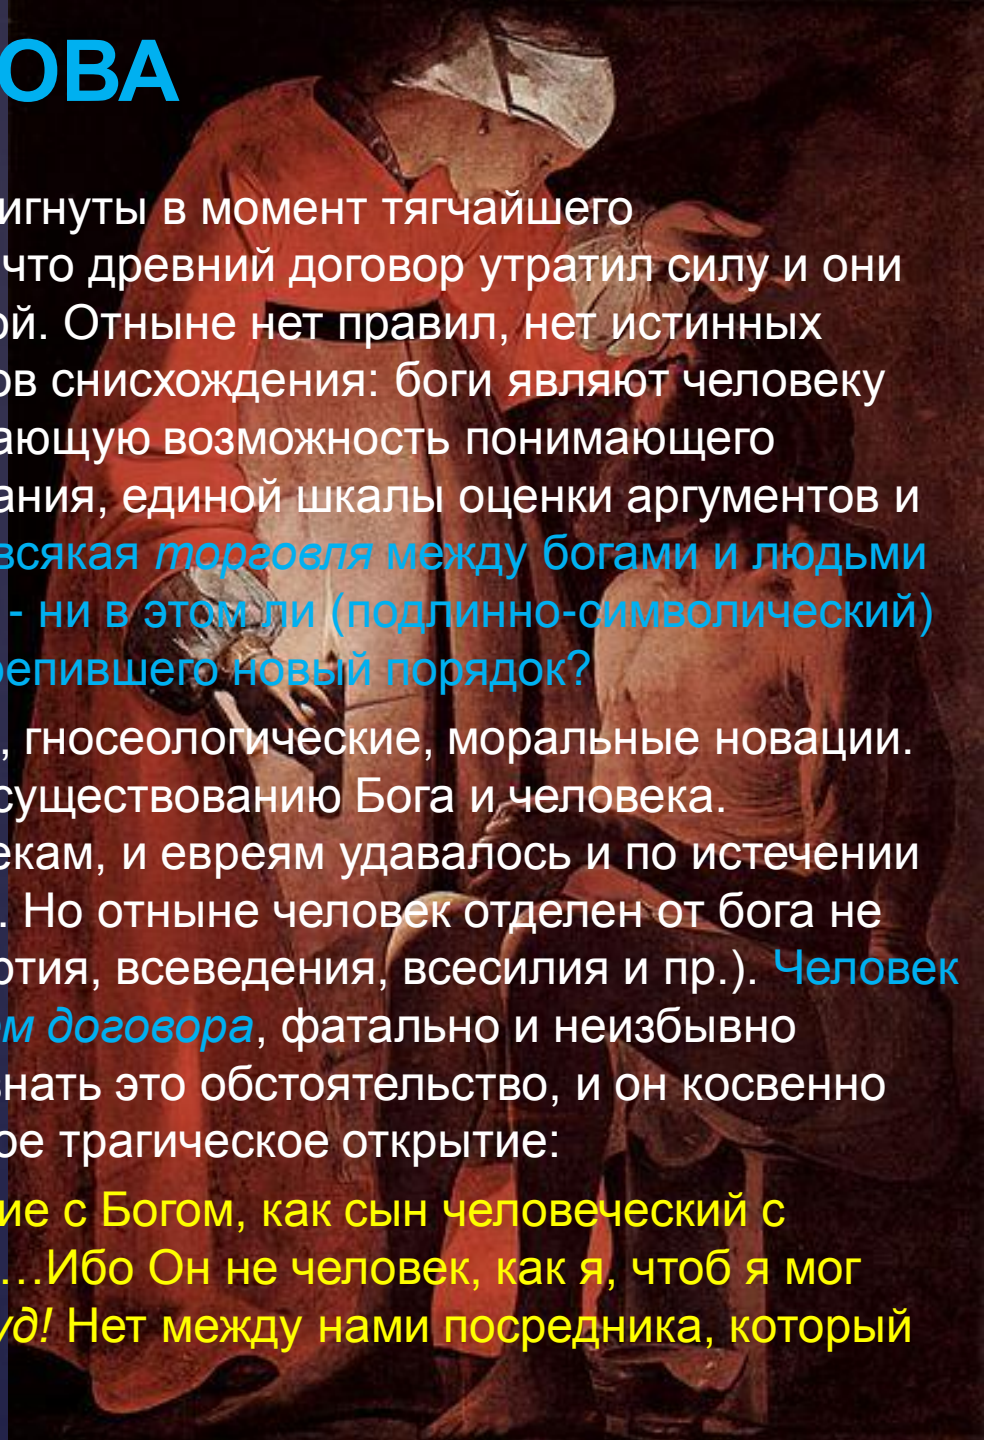 ОВА
игнуты в момент тягчайшего
что древний договор утратил силу и они
ой. Отныне нет правил, нет истинных
ов снисхождения: боги являют человеку
ающую возможность понимающего
ания, единой шкалы оценки аргументов и
всякая торговля между богами и людьми
- ни в этом ли (подлинно-символический)
репившего новый порядок?
, гносеологические, моральные новации.
существованию Бога и человека.
екам, и евреям удавалось и по истечении
. Но отныне человек отделен от бога не
ртия, всеведения, всесилия и пр.). Человек
м договора, фатально и неизбывно
знать это обстоятельство, и он косвенно
ое трагическое открытие:
ие с Богом, как сын человеческий с
…Ибо Он не человек, как я, чтоб я мог
уд! Нет между нами посредника, который